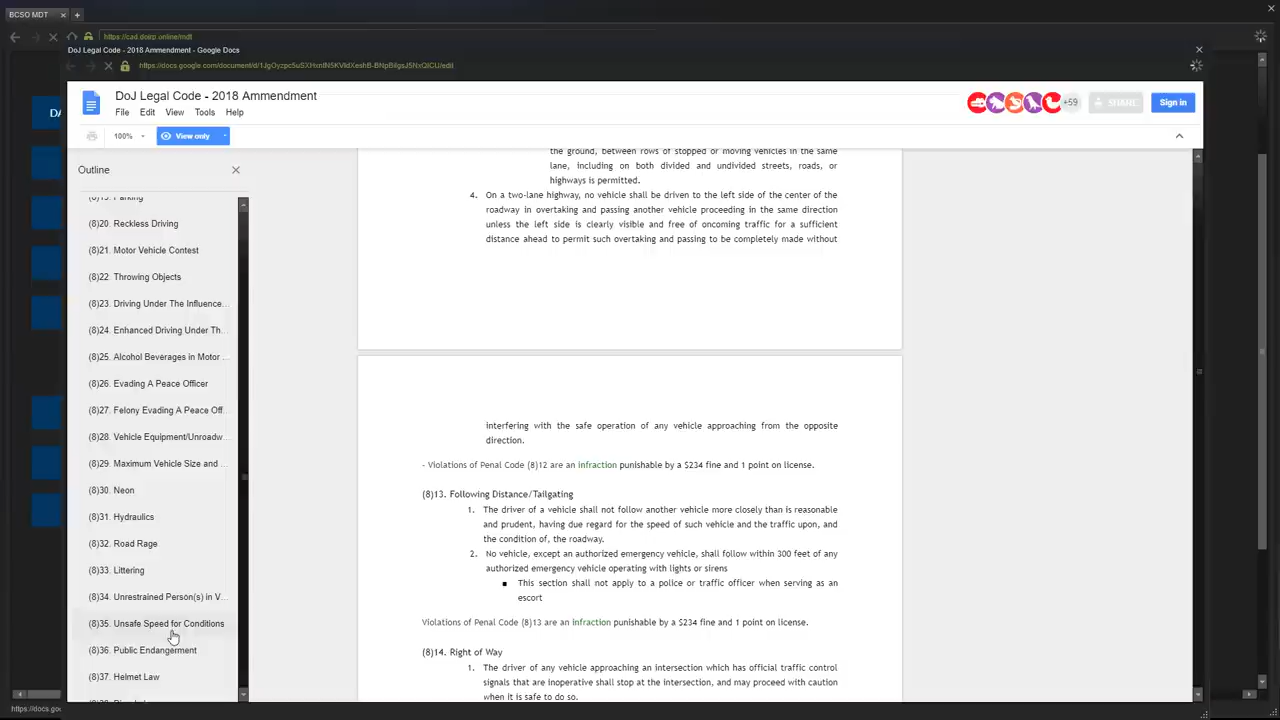 BCSO MDT
https://cad.dojrp.online/mdt
DoJ Legal Code - 2018 Ammendment - Google Docs
DoJ Legal Code - 2018 Ammendment
File Edit View Tools Help
+59
SHARE
Sign in
100%
View only
DA
Outline
(8)19. Parking
(8)20. Reckless Driving
(8)21. Motor Vehicle Contest
(8)22. Throwing Objects
(8)23. Driving Under The Influence...
(8)24. Enhanced Driving Under Th...
(8)25. Alcohol Beverages in Motor ...
(8)26. Evading A Peace Officer
(8)27. Felony Evading A Peace Off...
(8)28. Vehicle Equipment/Unroadw...
(8)29. Maximum Vehicle Size and ...
(8)30. Neon
(8)31. Hydraulics
(8)32. Road Rage
(8)33. Littering
(8)34. Unrestrained Person(s) in V...
(8)35. Unsafe Speed for Conditions
(8)36. Public Endangerment
(8)37. Helmet Law
the ground, between rows of stopped or moving vehicles in the same
lane, including on both divided and undivided streets, roads, or
highways is permitted.
4. On a two-lane highway, no vehicle shall be driven to the left side of the center of the
roadway in overtaking and passing another vehicle proceeding in the same direction
unless the left side is clearly visible and free of oncoming traffic for a sufficient
distance ahead to permit such overtaking and passing to be completely made without
interfering with the safe operation of any vehicle approaching from the opposite
direction.
- Violations of Penal Code (8)12 are an infraction punishable by a $234 fine and 1 point on license.
(8)13. Following Distance/Tailgating
1. The driver of a vehicle shall not follow another vehicle more closely than is reasonable
and prudent, having due regard for the speed of such vehicle and the traffic upon, and
the condition of, the roadway.
2. No vehicle, except an authorized emergency vehicle, shall follow within 300 feet of any
authorized emergency vehicle operating with lights or sirens
■ This section shall not apply to a police or traffic officer when serving as an
escort
Violations of Penal Code (8)13 are an infraction punishable by a $234 fine and 1 point on license.
(8)14. Right of Way
1. The driver of any vehicle approaching an intersection which has official traffic control
signals that are inoperative shall stop at the intersection, and may proceed with caution
when it is safe to do so.
https://docs.goo